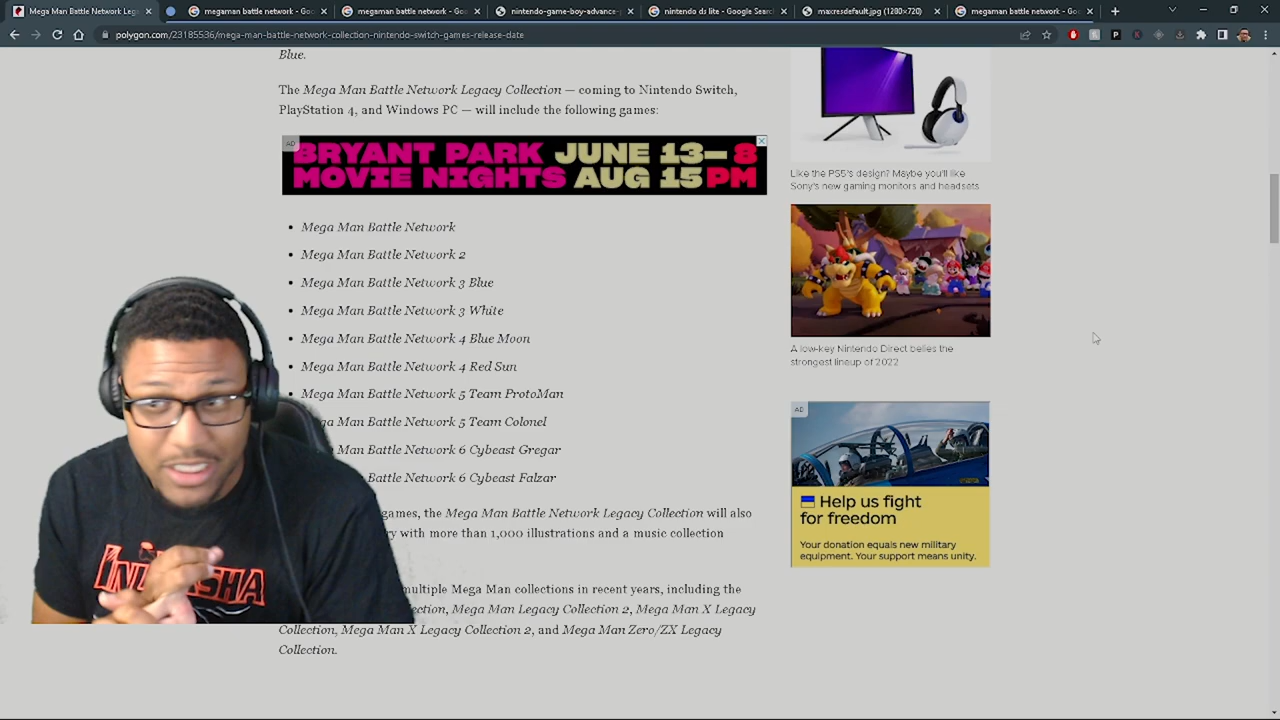 Mega Man Battle Network Leg
megaman battle network - Goo
megaman battle network - Goo
nintendo-game-boy-advance-
nintendo ds lite - Google Searc
maxresdefault.jpg (1280×720)
megaman battle network - Goo
polygon.com/23185536/mega-man-battle-network-collection-nintendo-switch-games-release-date
Blue.
The Mega Man Battle Network Legacy Collection — coming to Nintendo Switch,
PlayStation 4, and Windows PC — will include the following games:
AD
BRYANT PARK JUNE 13– 8
MOVIE NIGHTS AUG 15 PM
• Mega Man Battle Network
• Mega Man Battle Network 2
• Mega Man Battle Network 3 Blue
• Mega Man Battle Network 3 White
• Mega Man Battle Network 4 Blue Moon
• Mega Man Battle Network 4 Red Sun
• Mega Man Battle Network 5 Team ProtoMan
Battle Network 5 Team Colonel
Battle Network 6 Cybeast Gregar
Battle Network 6 Cybeast Falzar
games, the Mega Man Battle Network Legacy Collection will also
with more than 1,000 illustrations and a music collection
multiple Mega Man collections in recent years, including the
Mega Man Legacy Collection 2, Mega Man X Legacy
Collection, Mega Man X Legacy Collection 2, and Mega Man Zero/ZX Legacy
Collection.
Like the PS5's design? Maybe you'll like
Sony's new gaming monitors and headsets
A low-key Nintendo Direct belies the
strongest lineup of 2022
AD
Help us fight
for freedom
Your donation equals new military
equipment. Your support means unity.